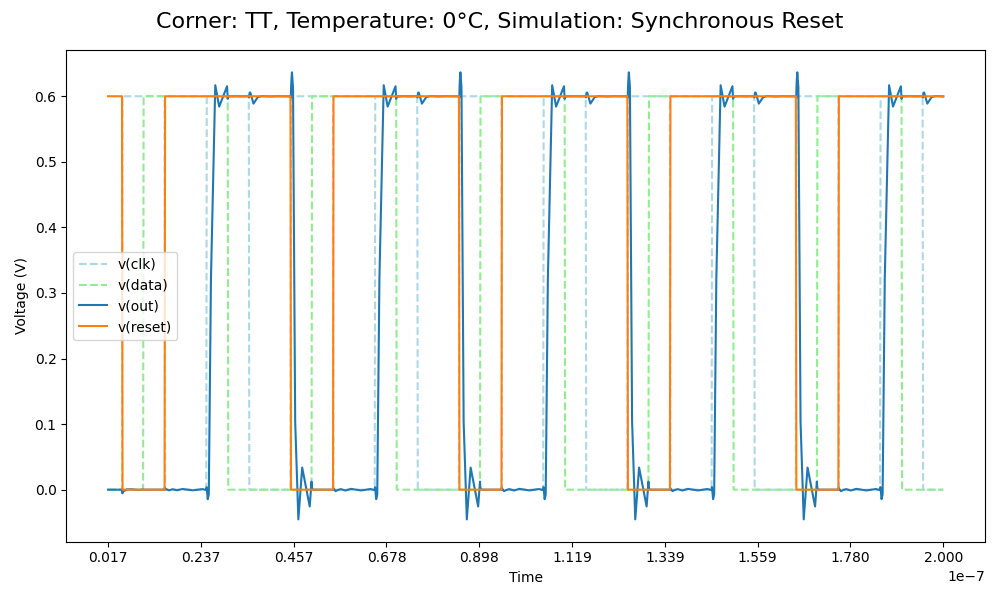 Corner: TT, Temperature: 0°C, Simulation: Synchronous Reset
Voltage (V)
0.6
0.5
0.4
0.3
0.2
0.1
0.0
v(clk)
v(data)
v(out)
v(reset)
0.017 0.237 0.457 0.678 0.898 1.119 1.339 1.559 1.780 2.000
Time
1e−7